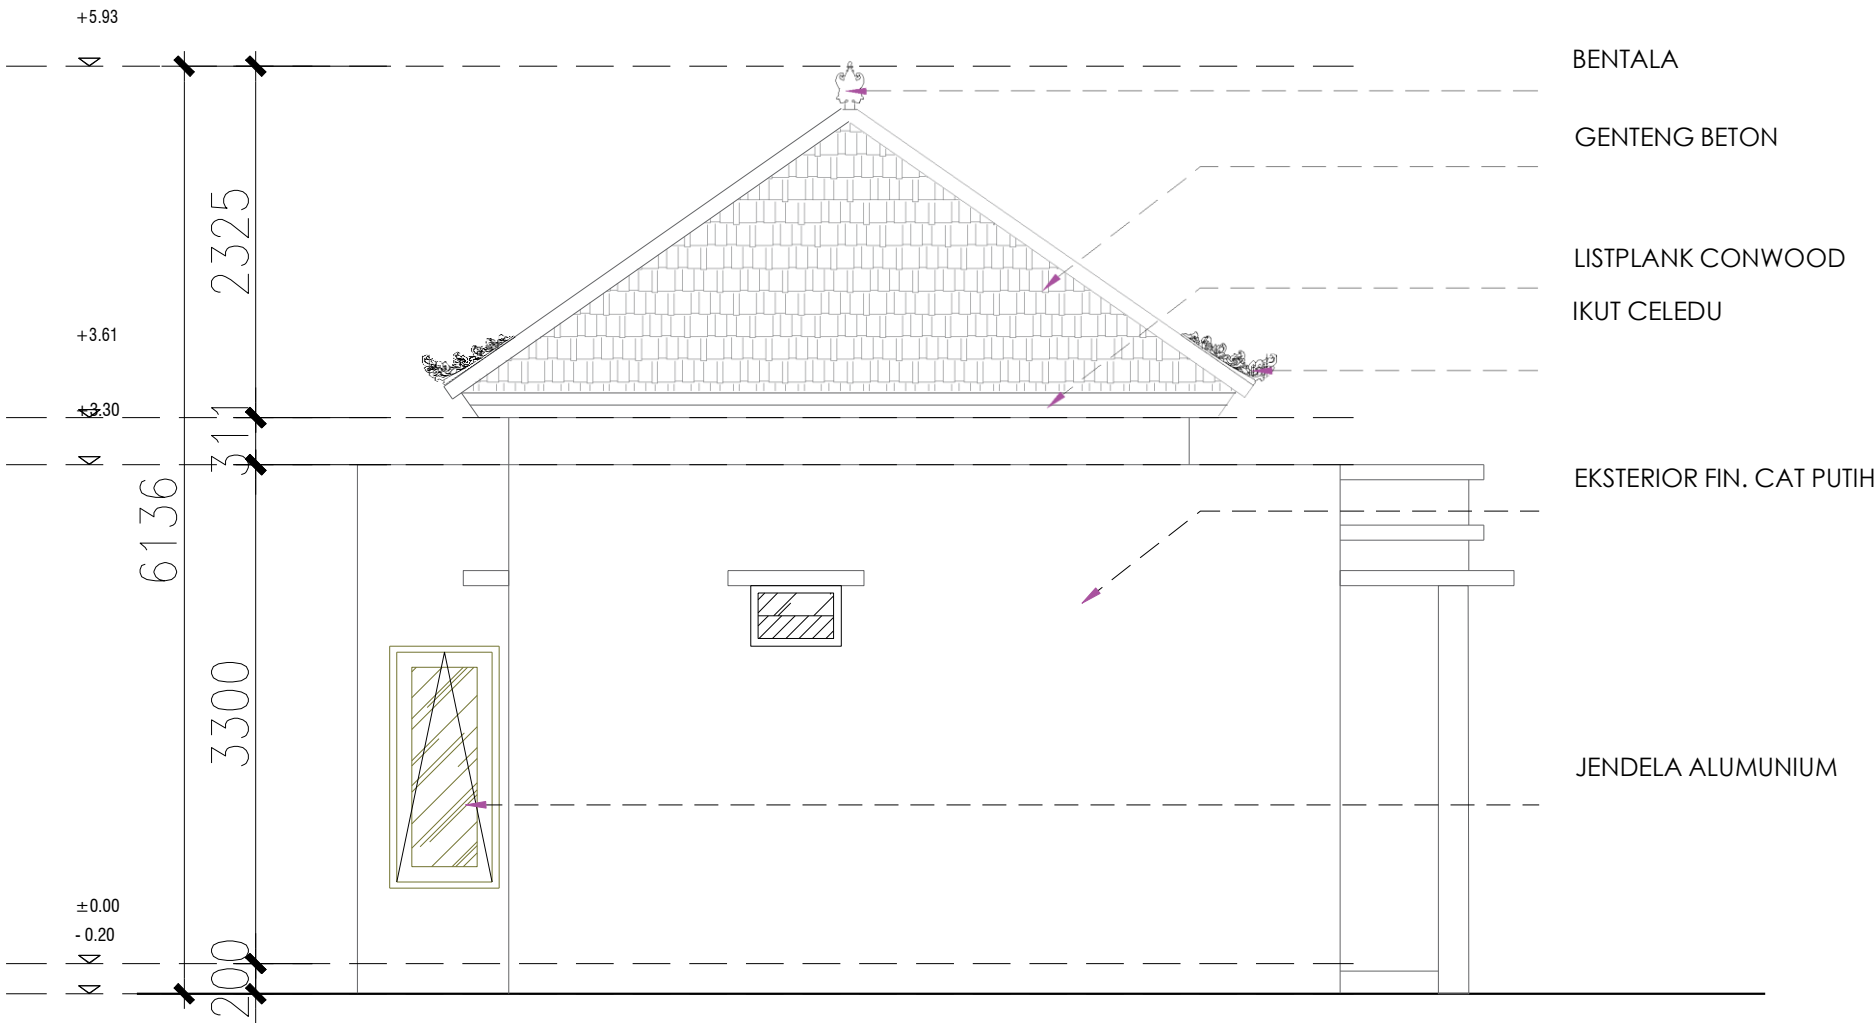 +5.93
BENTALA
GENTENG BETON
2325
LISTPLANK CONWOOD
IKUT CELEDU
+3.61
+3.30
311
EKSTERIOR FIN. CAT PUTIH
6136
3300
JENDELA ALUMUNIUM
±0.00
- 0.20
200